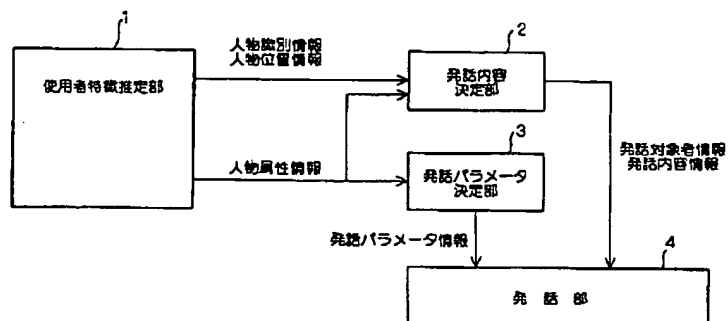 1
使用者特徴推定部
人物識別情報
人物位置情報
2
発話内容
決定部
人物属性情報
3
発話パラメータ
決定部
発話対象者情報
発話内容情報
発話パラメータ情報
4
発話部